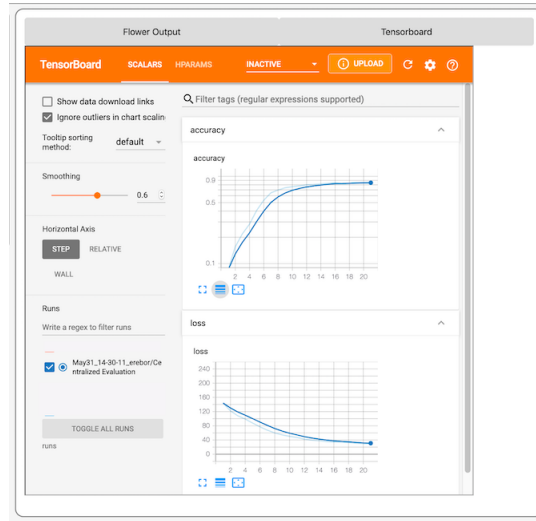 Flower Output
Tensorboard
TensorBoard
SCALARS
HPARAMS
INACTIVE
UPLOAD
Show data download links
Ignore outliers in chart scalin
Tooltip sorting
method:
default
Smoothing
0.6
Horizontal Axis
STEP
RELATIVE
WALL
Runs
Write a regex to filter runs
May31_14-30-11_erebor/Ce
ntralized Evaluation
TOGGLE ALL RUNS
runs
Filter tags (regular expressions supported)
accuracy
accuracy
0.9
0.5
0.1
2 4 6 8 10 12 14 16 18 20
loss
loss
240
200
160
120
80
40
0
2 4 6 8 10 12 14 16 18 20